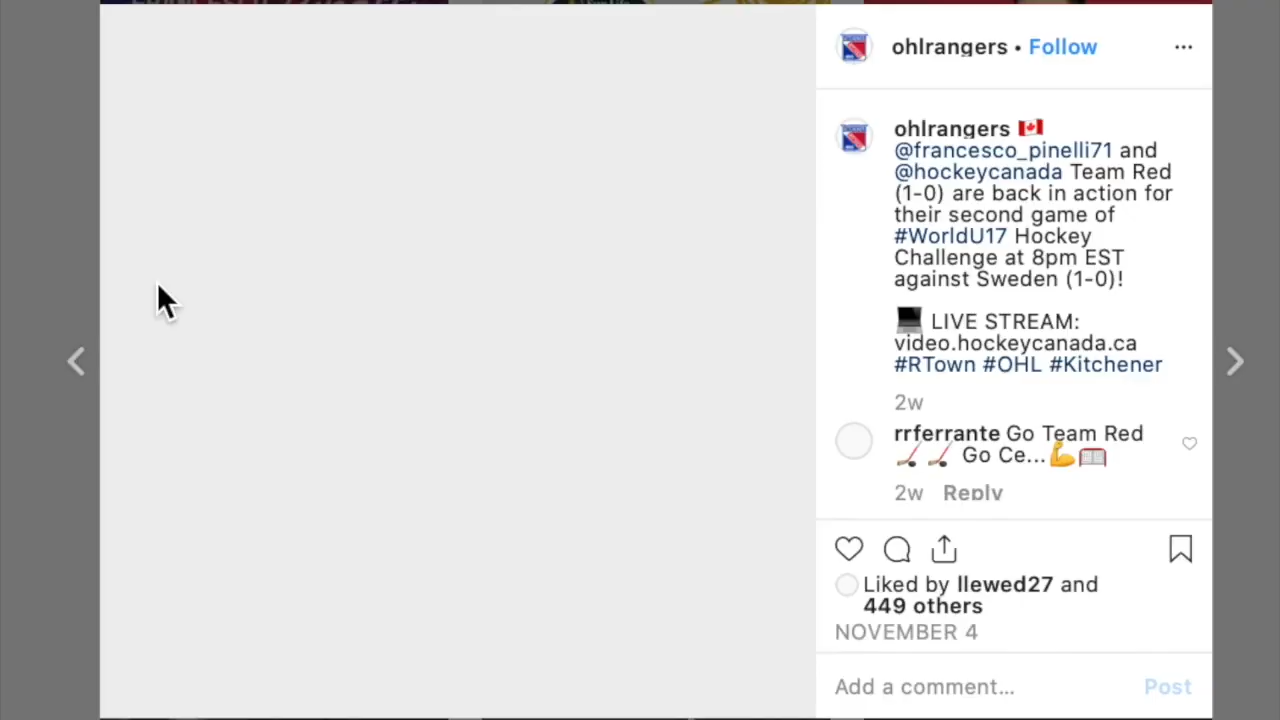 ohlrangers • Follow
ohlrangers 🇨🇦
@francesco_pinelli71 and
@hockeycanada Team Red
(1-0) are back in action for
their second game of
#WorldU17 Hockey
Challenge at 8pm EST
against Sweden (1-0)!
💻 LIVE STREAM:
video.hockeycanada.ca
#RTown #OHL #Kitchener
2w
rrferrante Go Team Red
🏒🏒 Go Ce...💪🥅
2w Reply
Liked by llewed27 and
449 others
NOVEMBER 4
Add a comment... Post